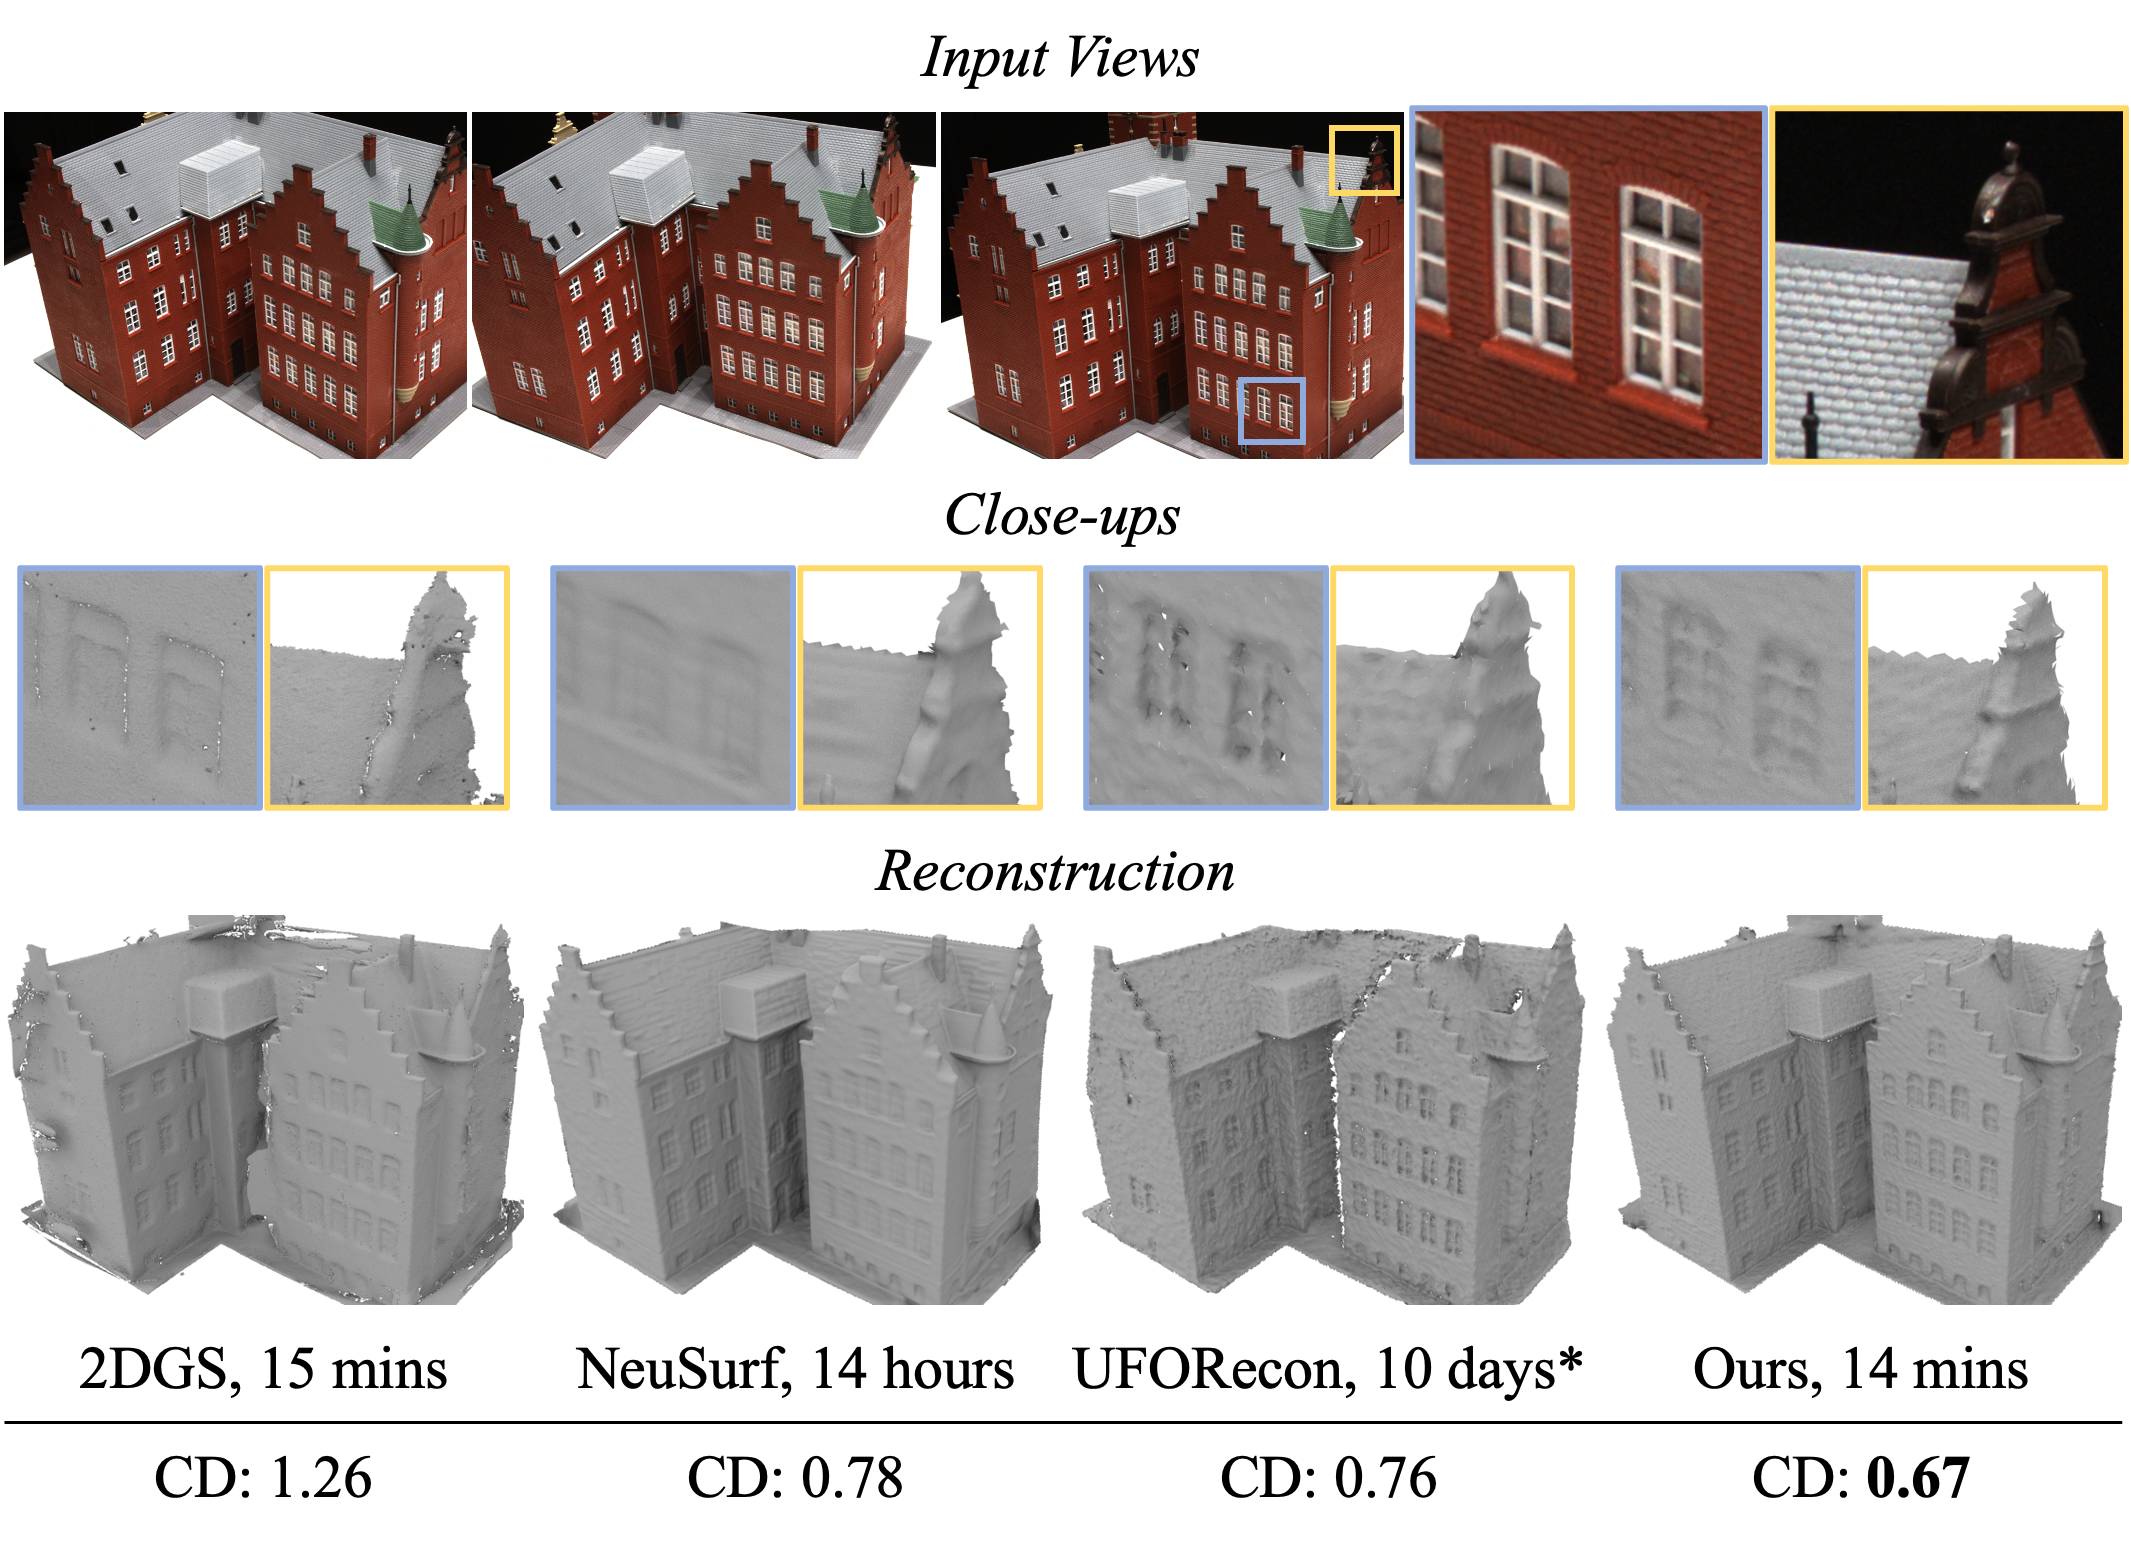 Input Views
Close-ups
Reconstruction
2DGS, 15 mins
NeuSurf, 14 hours
UFORecon, 10 days*
Ours, 14 mins
CD: 1.26
CD: 0.78
CD: 0.76
CD: 0.67